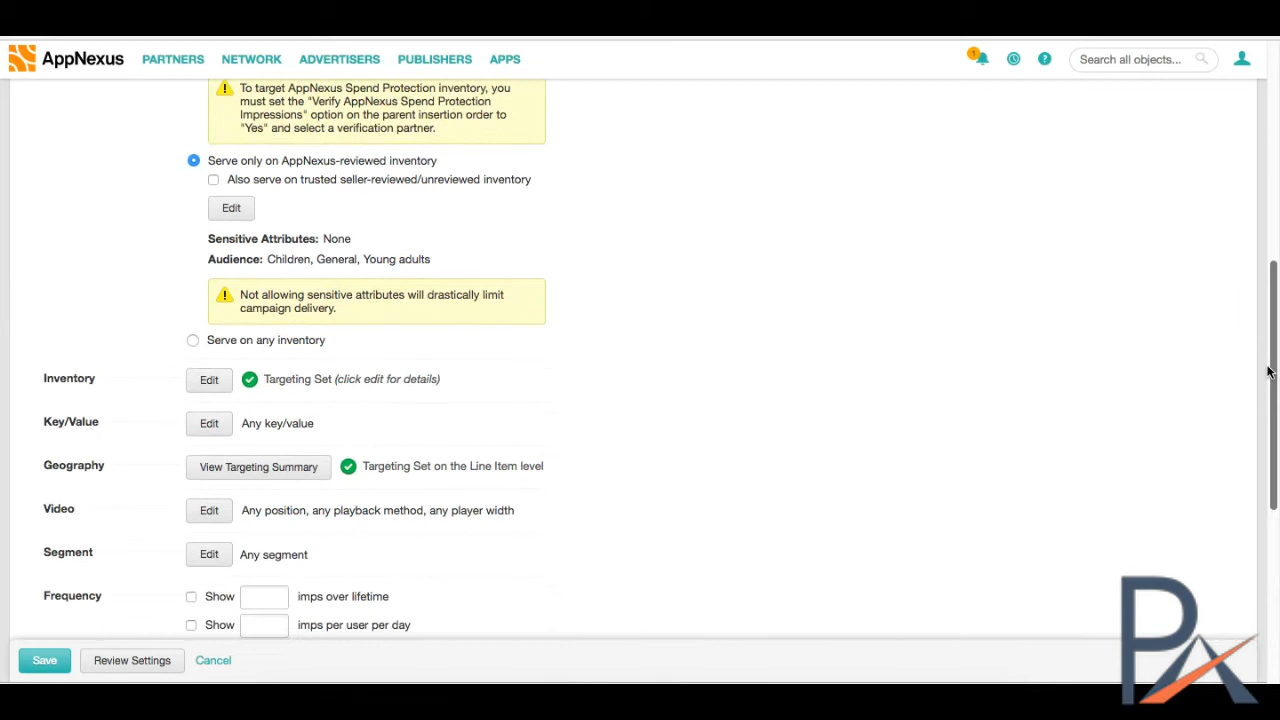 AppNexus PARTNERS NETWORK ADVERTISERS PUBLISHERS APPS 1 ? Search all objects...
To target AppNexus Spend Protection inventory, you
must set the "Verify AppNexus Spend Protection
Impressions" option on the parent insertion order to
"Yes" and select a verification partner.
Serve only on AppNexus-reviewed inventory
Also serve on trusted seller-reviewed/unreviewed inventory
Edit
Sensitive Attributes: None
Audience: Children, General, Young adults
Not allowing sensitive attributes will drastically limit
campaign delivery.
Serve on any inventory
Inventory Edit Targeting Set (click edit for details)
Key/Value Edit Any key/value
Geography View Targeting Summary Targeting Set on the Line Item level
Video Edit Any position, any playback method, any player width
Segment Edit Any segment
Frequency Show imps over lifetime
Show imps per user per day
Save Review Settings Cancel
PA